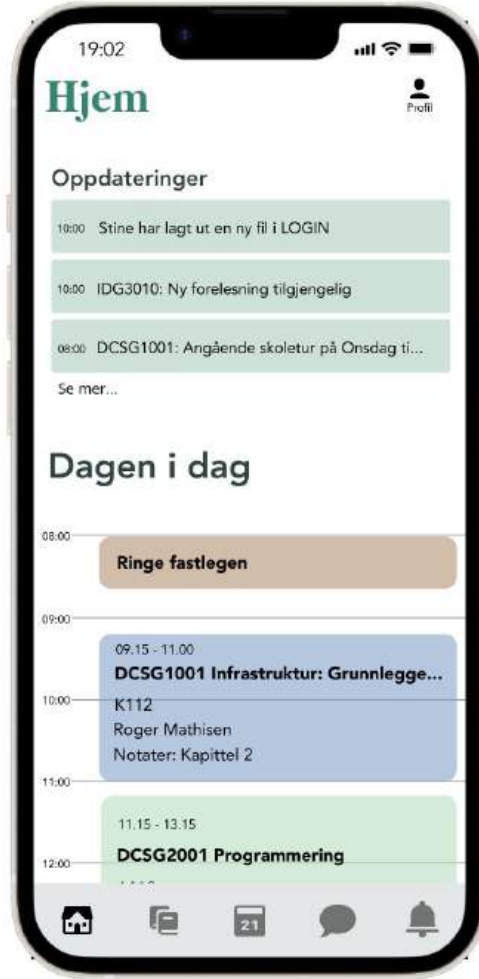 19:02
Hjem
Profil
Oppdateringer
10:00 Stine har lagt ut en ny fil i LOGIN
10:00 IDG3010: Ny forelesning tilgjengelig
08:00 DCSG1001: Angående skoletur på Onsdag ti...
Se mer...
Dagen i dag
08:00
Ringe fastlegen
09:00
09.15 - 11.00
DCSG1001 Infrastruktur: Grunnlegge...
10:00
K112
Roger Mathisen
Notater: Kapittel 2
11:00
11.15 - 13.15
DCSG2001 Programmering
12:00
21